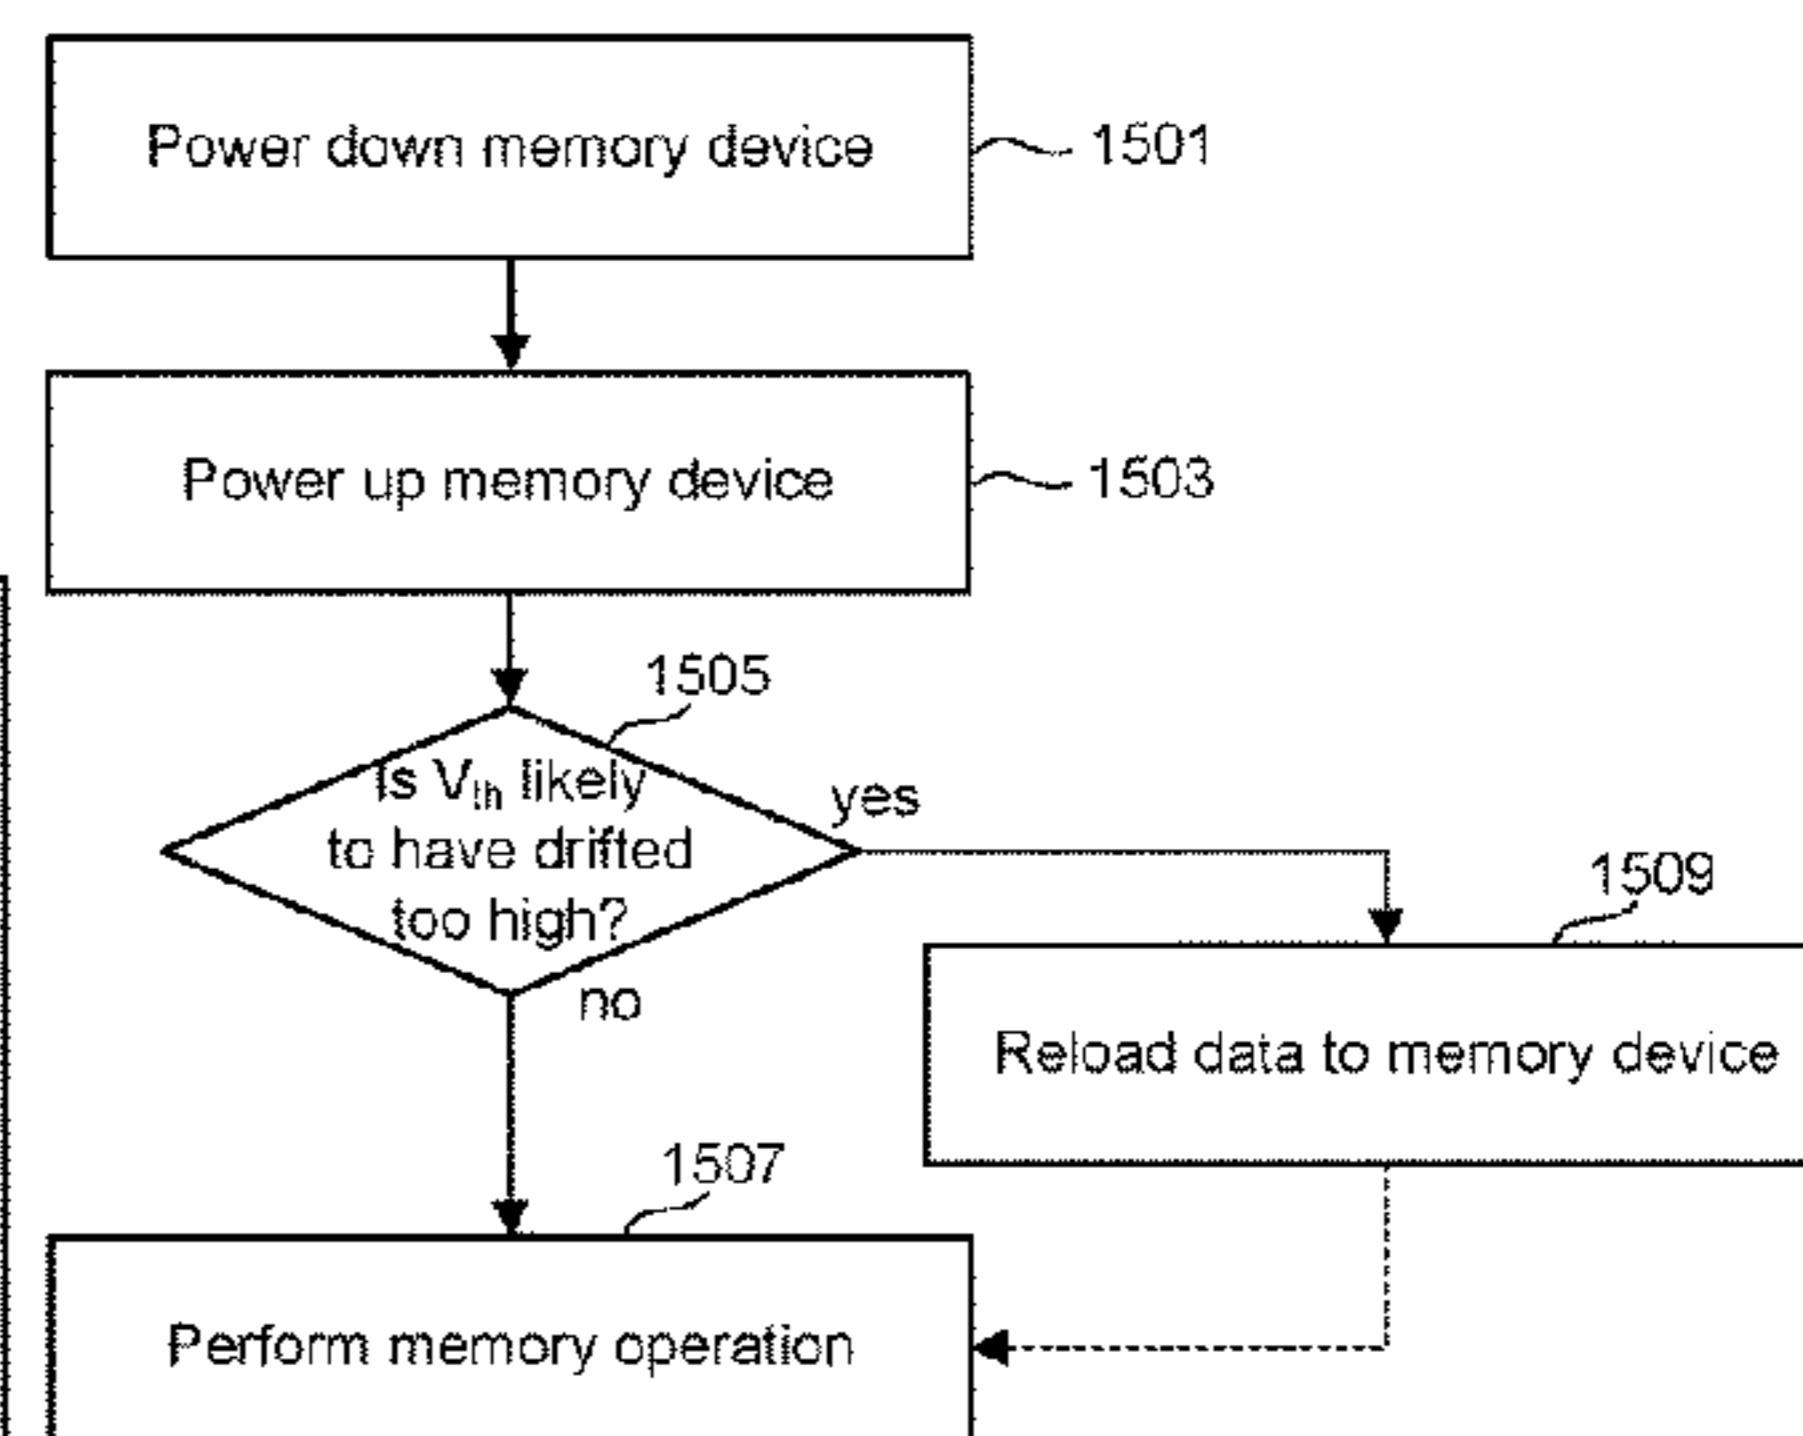 Power down memory device
1501
Power up memory device
1503
1505
Is Vth likely
to have drifted
too high?
yes
no
1509
Reload data to memory device
1507
Perform memory operation